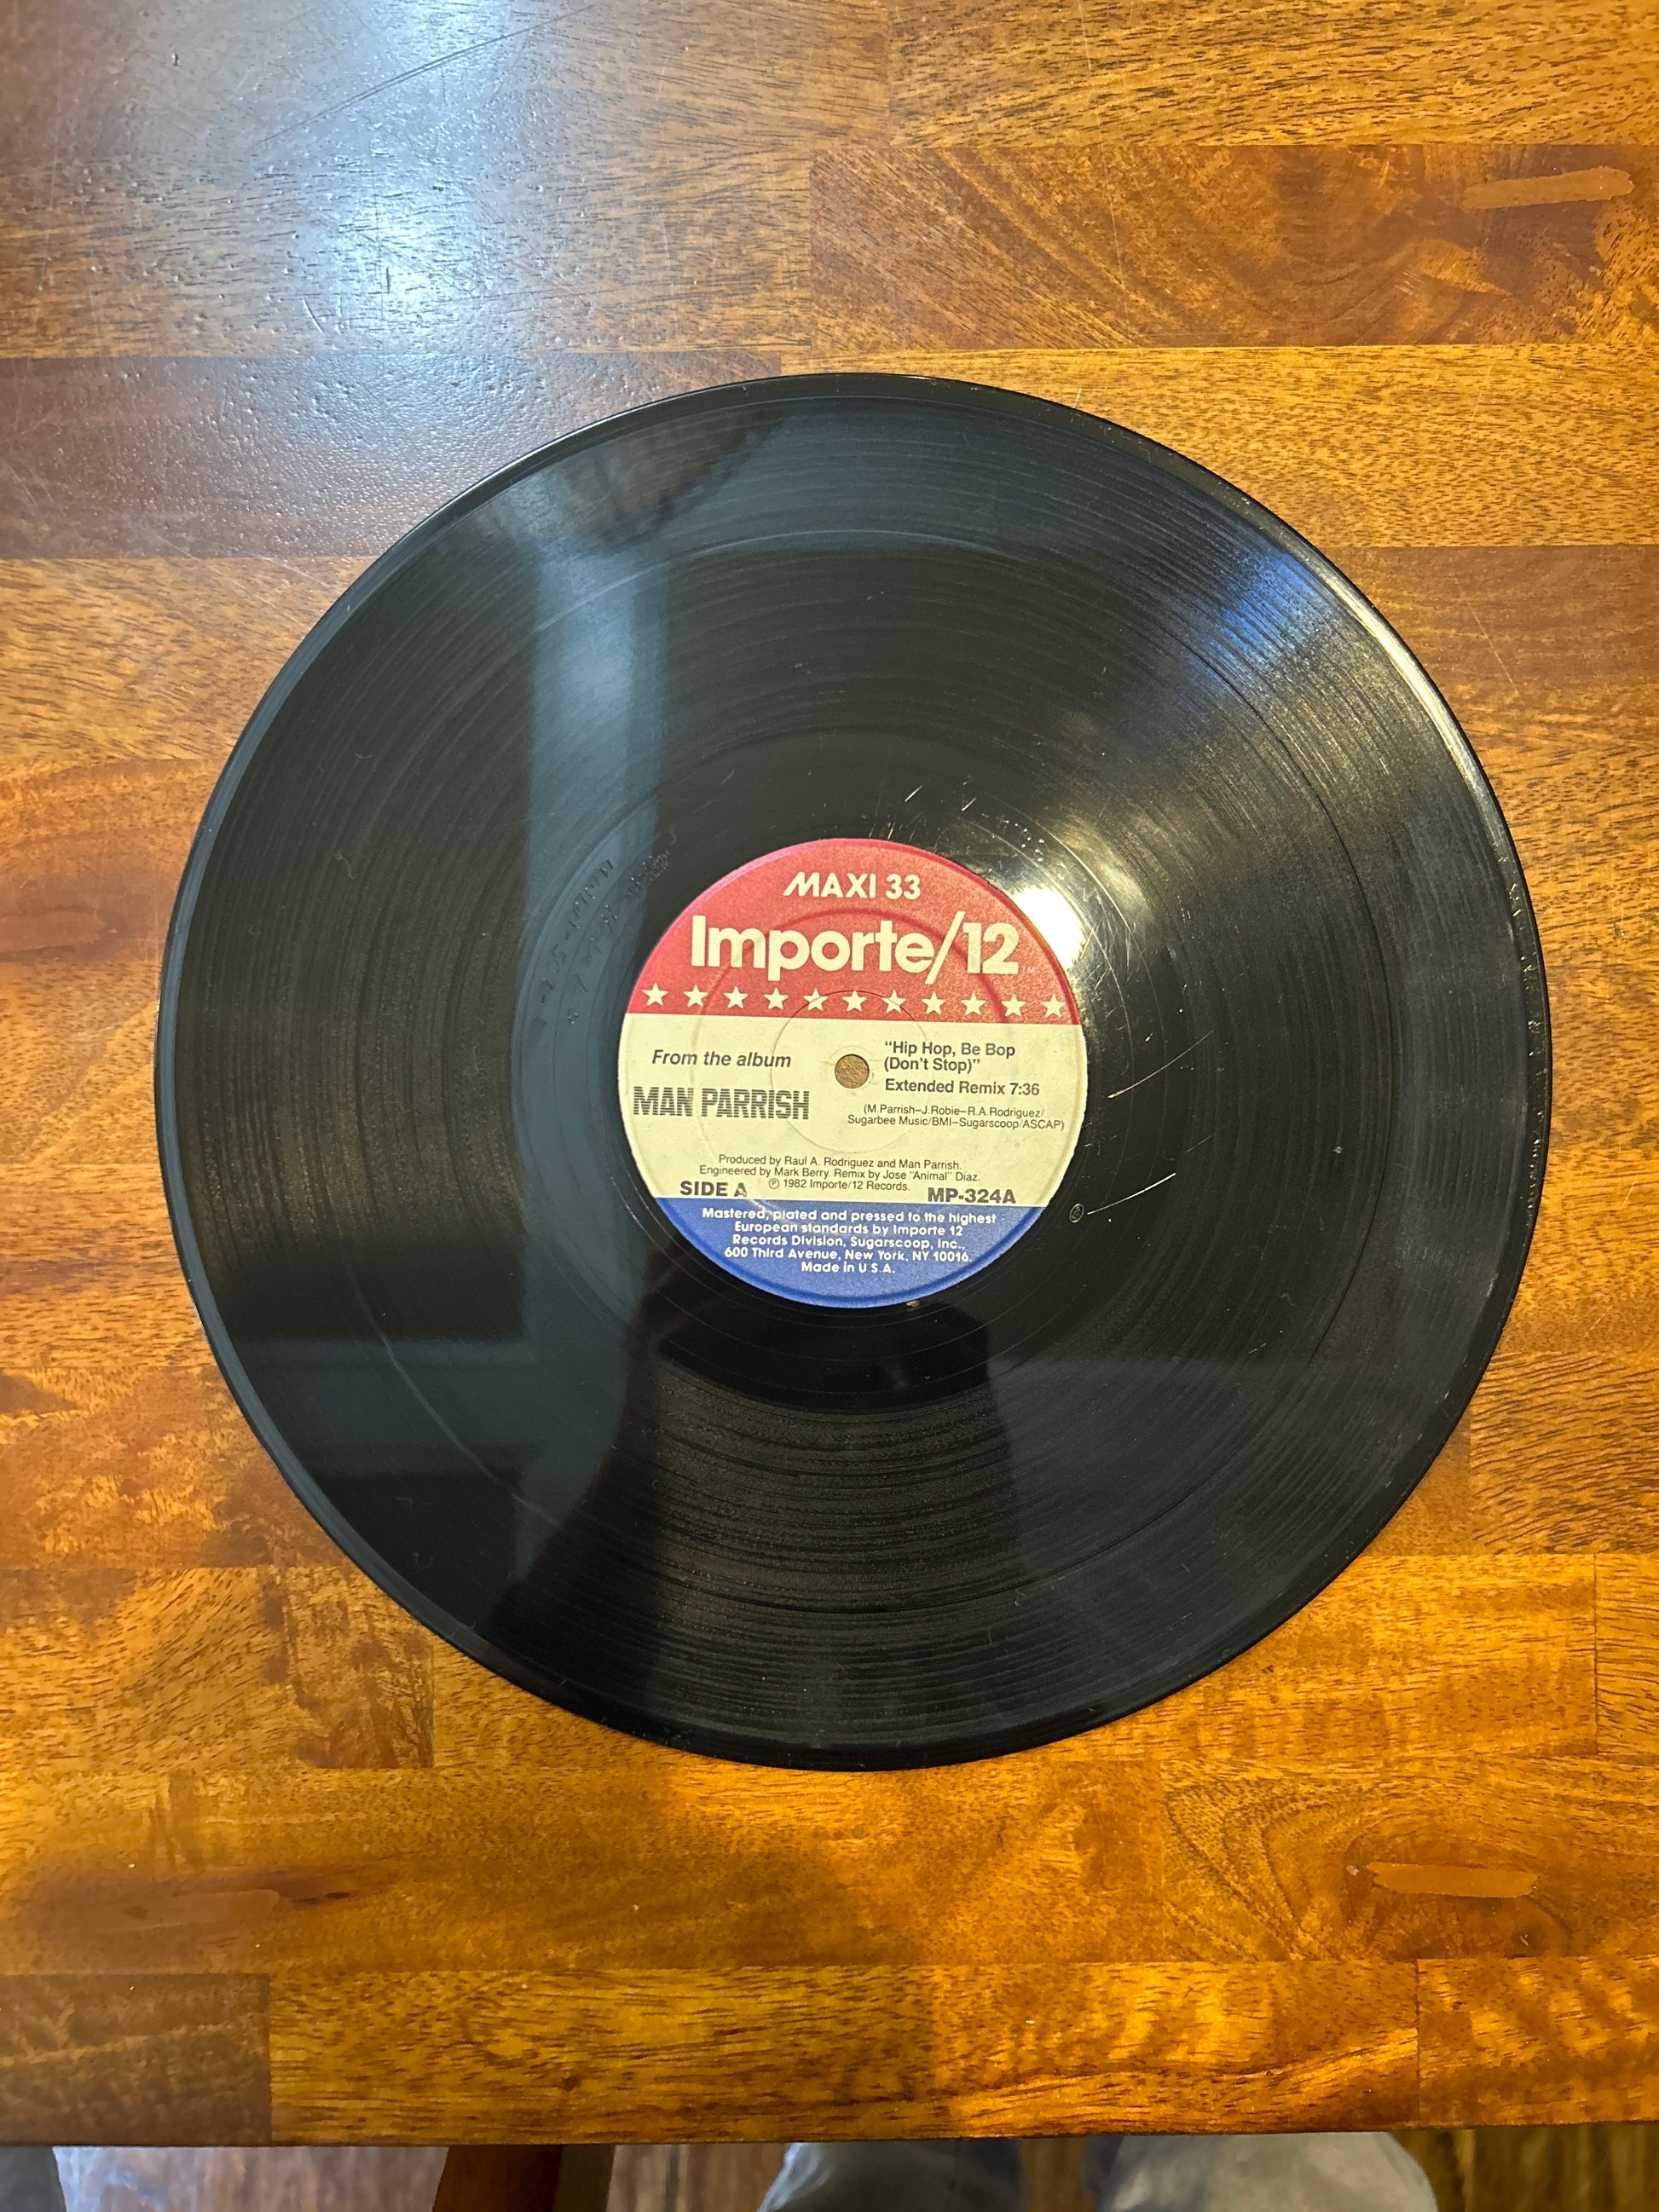 MAXI 33
Importe/12 ™
From the album
MAN PARRISH
"Hip Hop, Be Bop
(Don't Stop)"
Extended Remix 7:36
(M.Parrish–J.Robie–R.A.Rodriguez/
Sugarbee Music/BMI–Sugarscoop/ASCAP)
Produced by Raul A. Rodriguez and Man Parrish.
Engineered by Mark Berry. Remix by Jose "Animal" Diaz.
℗ 1982 Importe/12 Records.
SIDE A
MP-324A
Mastered, plated and pressed to the highest
European standards by Importe 12
Records Division, Sugarscoop, Inc.,
600 Third Avenue, New York, NY 10016.
Made in U.S.A.